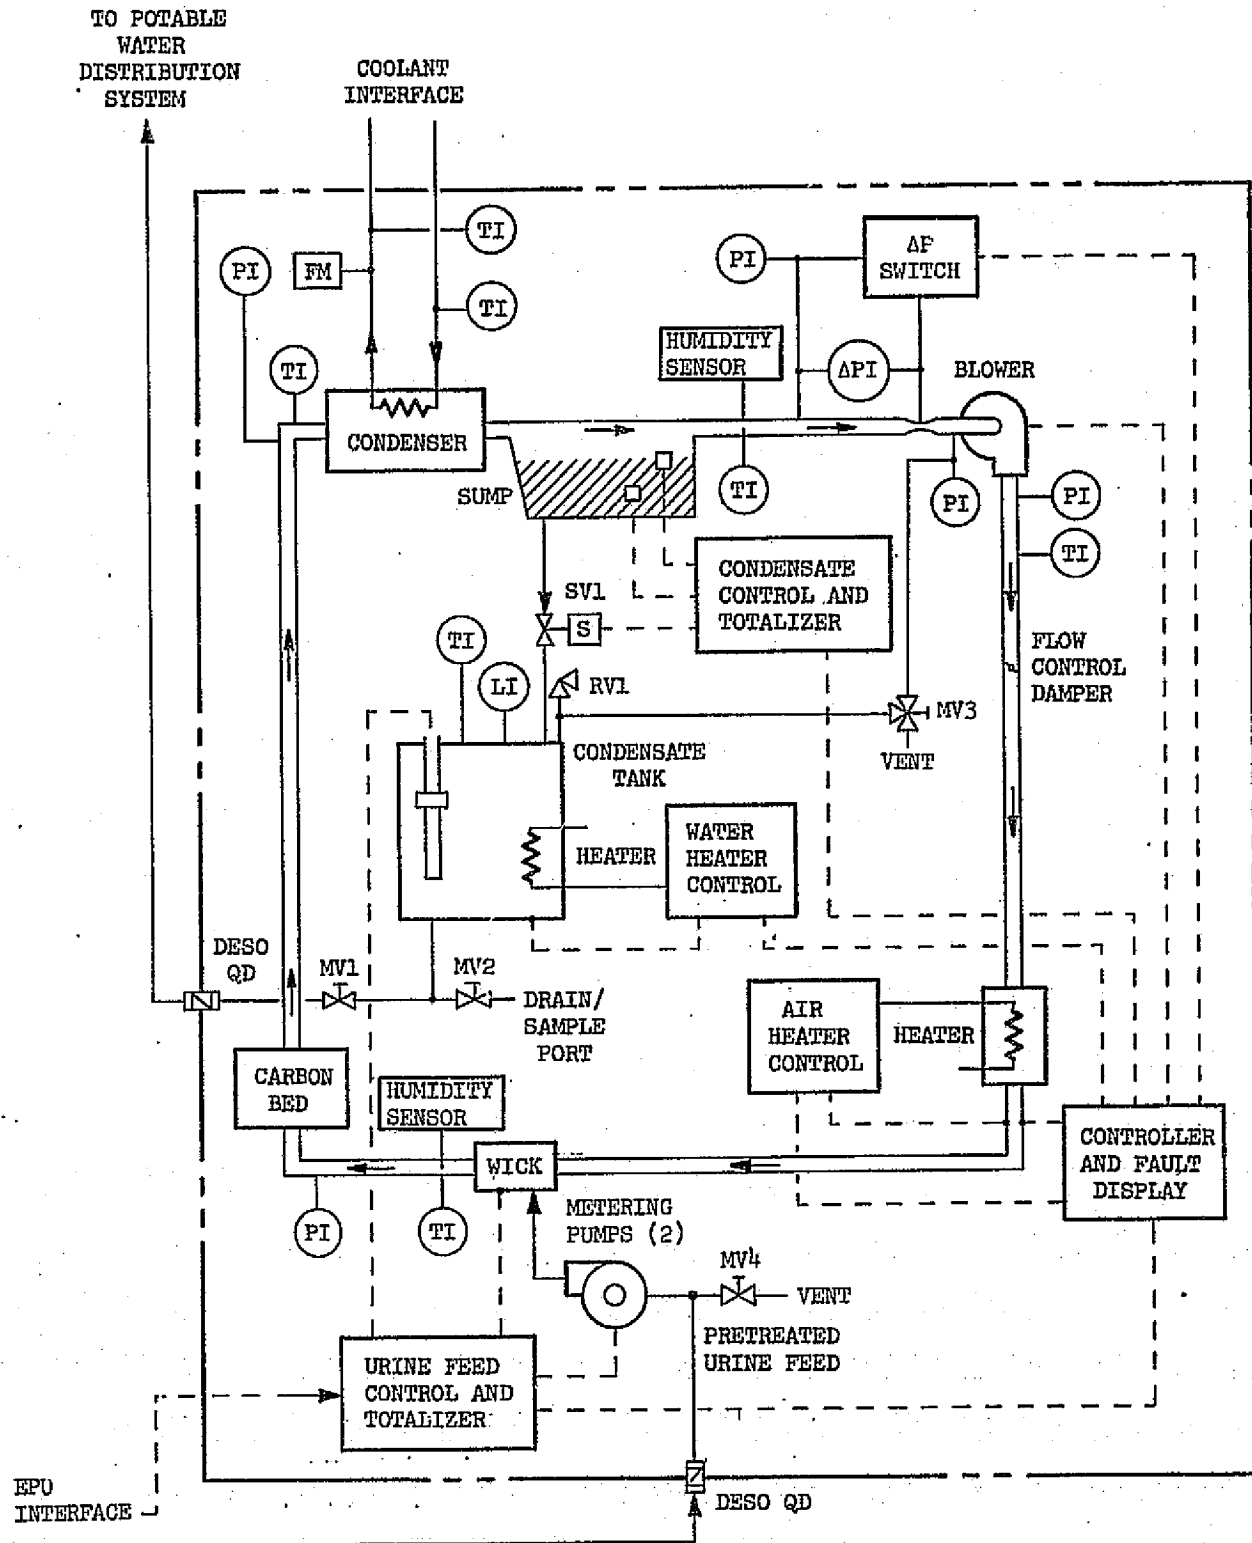 TO POTABLE
WATER
DISTRIBUTION
SYSTEM
COOLANT
INTERFACE
TI
PI
FM
TI
PI
ΔP
SWITCH
TI
HUMIDITY
SENSOR
ΔPI
BLOWER
CONDENSER
SUMP
TI
PI
PI
TI
SV1
S
CONDENSATE
CONTROL AND
TOTALIZER
FLOW
CONTROL
DAMPER
TI
LI
RV1
MV3
VENT
CONDENSATE
TANK
HEATER
WATER
HEATER
CONTROL
DESO
QD
MV1
MV2
DRAIN/
SAMPLE
PORT
AIR
HEATER
CONTROL
HEATER
CARBON
BED
HUMIDITY
SENSOR
WICK
CONTROLLER
AND FAULT
DISPLAY
PI
TI
METERING
PUMPS (2)
MV4
VENT
PRETREATED
URINE FEED
URINE FEED
CONTROL AND
TOTALIZER
EPU
INTERFACE
DESO QD